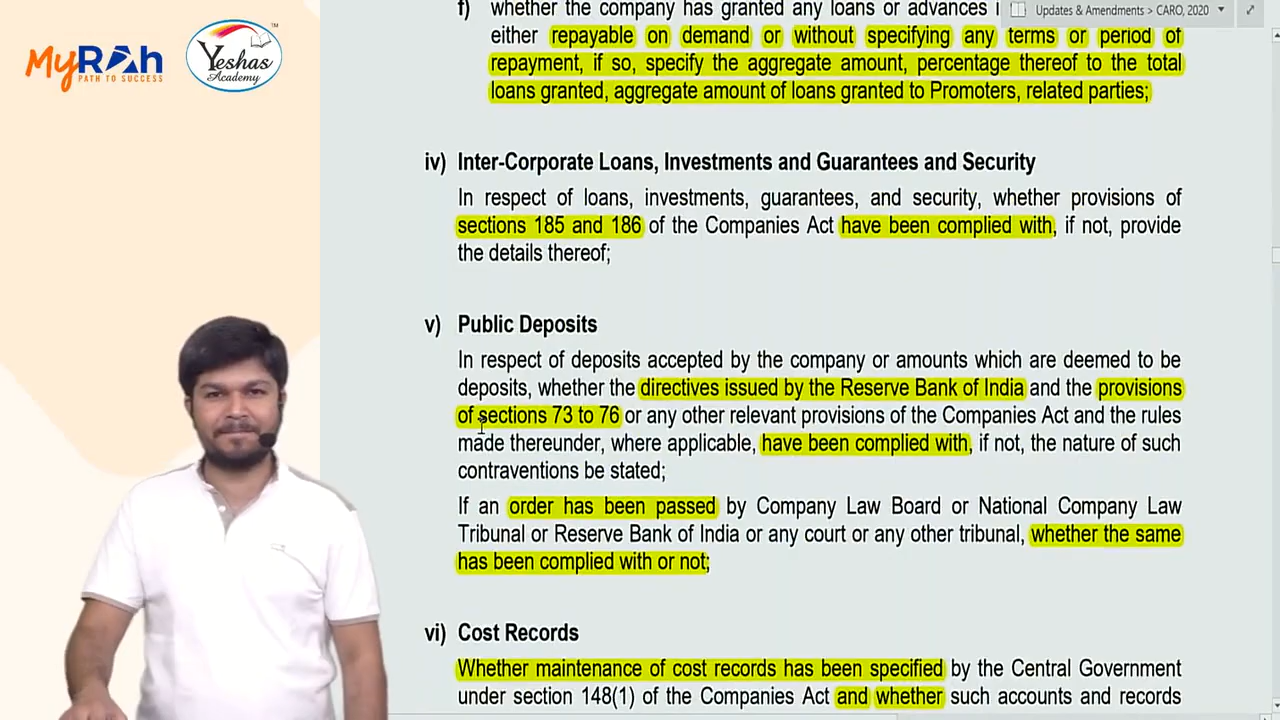 MyRAh
PATH TO SUCCESS
Yeshas
Academy
TM
Updates & Amendments > CARO, 2020
f) whether the company has granted any loans or advances i
either repayable on demand or without specifying any terms or period of
repayment, if so, specify the aggregate amount, percentage thereof to the total
loans granted, aggregate amount of loans granted to Promoters, related parties;
iv) Inter-Corporate Loans, Investments and Guarantees and Security
In respect of loans, investments, guarantees, and security, whether provisions of
sections 185 and 186 of the Companies Act have been complied with, if not, provide
the details thereof;
v) Public Deposits
In respect of deposits accepted by the company or amounts which are deemed to be
deposits, whether the directives issued by the Reserve Bank of India and the provisions
of sections 73 to 76 or any other relevant provisions of the Companies Act and the rules
made thereunder, where applicable, have been complied with, if not, the nature of such
contraventions be stated;
If an order has been passed by Company Law Board or National Company Law
Tribunal or Reserve Bank of India or any court or any other tribunal, whether the same
has been complied with or not;
vi) Cost Records
Whether maintenance of cost records has been specified by the Central Government
under section 148(1) of the Companies Act and whether such accounts and records